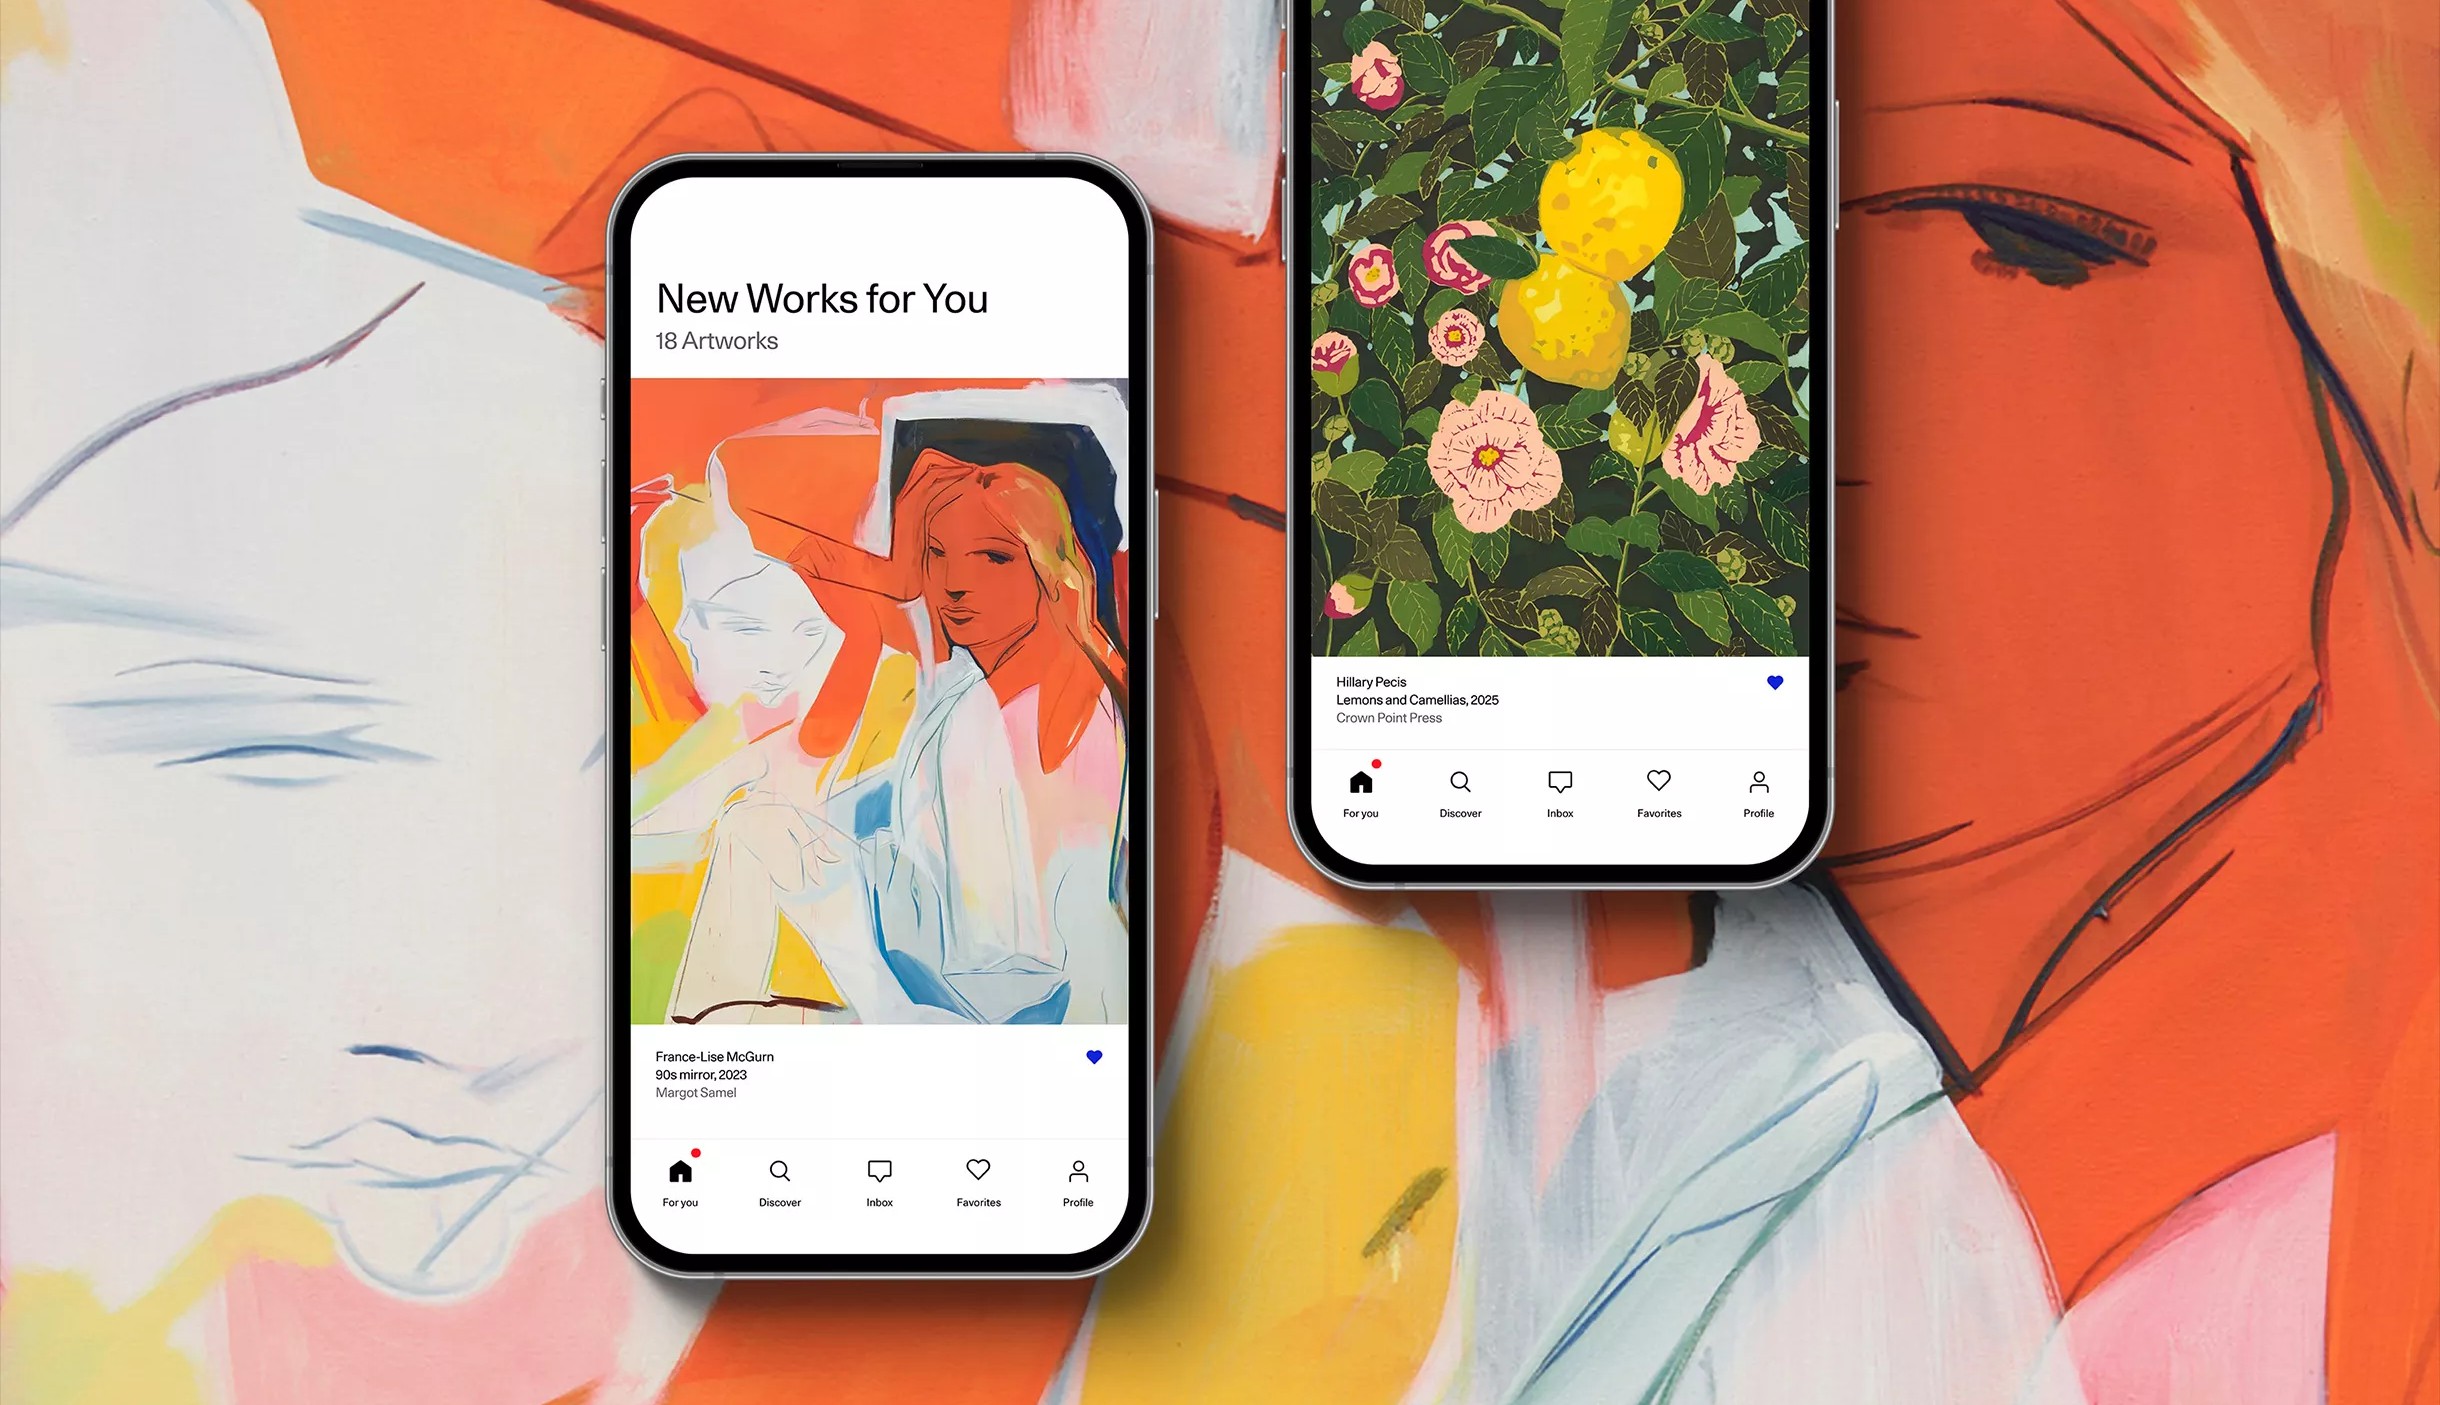 New Works for You
18 Artworks
France-Lise McGurn
90s mirror, 2023
Margot Samel
For you
Discover
Inbox
Favorites
Profile
Hillary Pecis
Lemons and Camellias, 2025
Crown Point Press
For you
Discover
Inbox
Favorites
Profile